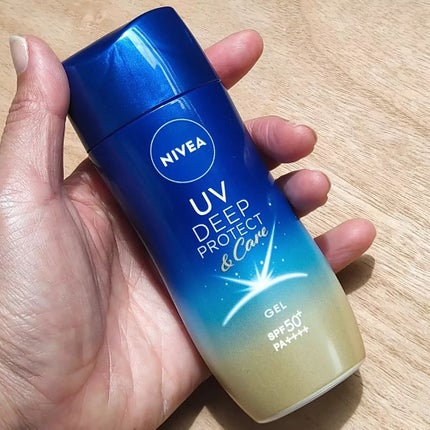 NIVEA
UV
DEEP
PROTECT
& Care
GEL
SPF50+
PA++++